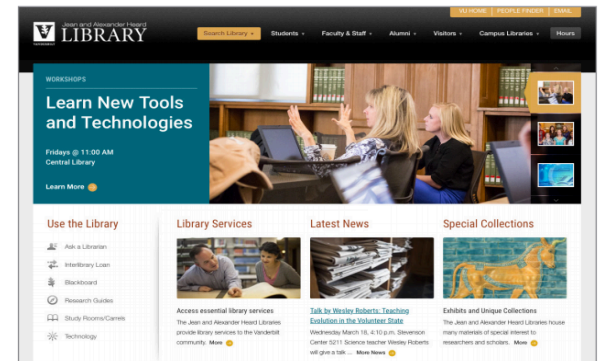 VU HOME | PEOPLE FINDER | EMAIL
Jean and Alexander Heard
LIBRARY
VANDERBILT
Search Library
Students
Faculty & Staff
Alumni
Visitors
Campus Libraries
Hours
WORKSHOPS
Learn New Tools
and Technologies
Fridays @ 11:00 AM
Central Library
Learn More
Use the Library
Ask a Librarian
Interlibrary Loan
Blackboard
Research Guides
Study Rooms/Carrels
Technology
Library Services
Access essential library services
The Jean and Alexander Heard Libraries
provide library services to the Vanderbilt
community. More
Latest News
Talk by Wesley Roberts: Teaching
Evolution in the Volunteer State
Wednesday March 18, 4:10 p.m. Stevenson
Center 5211 Science teacher Wesley Roberts
will give a talk ... More News
Special Collections
Exhibits and Unique Collections
The Jean and Alexander Heard Libraries house
many materials of special interest to
researchers and scholars. More